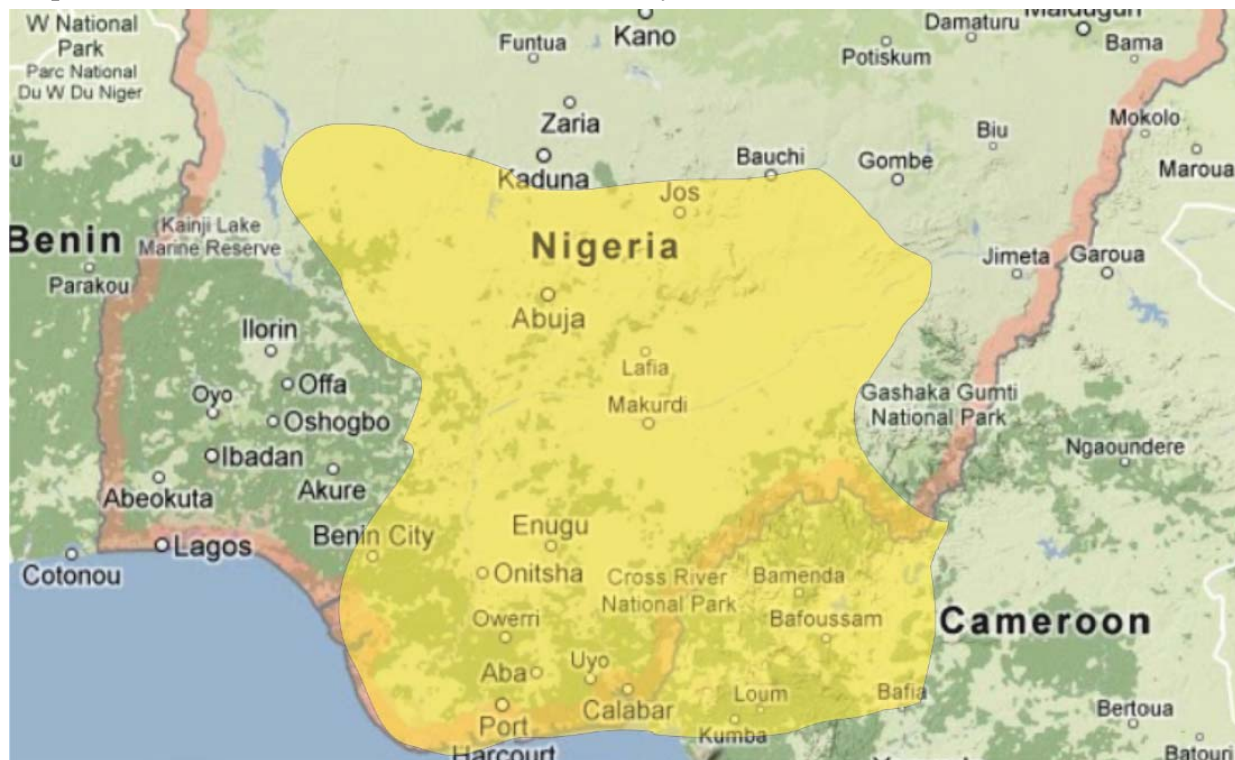 W National
Park
Parc National
Du W Du Niger
Funtua
Kano
Damaturu
Maiduguri
Potiskum
Bama
Zaria
Mokolo
Biu
u
Kaduna
Bauchi
Gombe
Maroua
Jos
Kainji Lake
Marine Reserve
Benin
Nigeria
Parakou
Jimeta
Garoua
Abuja
Ilorin
Offa
Lafia
Oyo
Gashaka Gumti
National Park
Oshogbo
Makurdi
Ibadan
Ngaoundere
Abeokuta
Akure
Enugu
Benin City
Lagos
Cotonou
Onitsha
Cross River
National Park
Bamenda
Owerri
Bafoussam
Cameroon
Aba
Uyo
Loum
Bafia
Calabar
Port
Harcourt
Kumba
Bertoua
Batouri